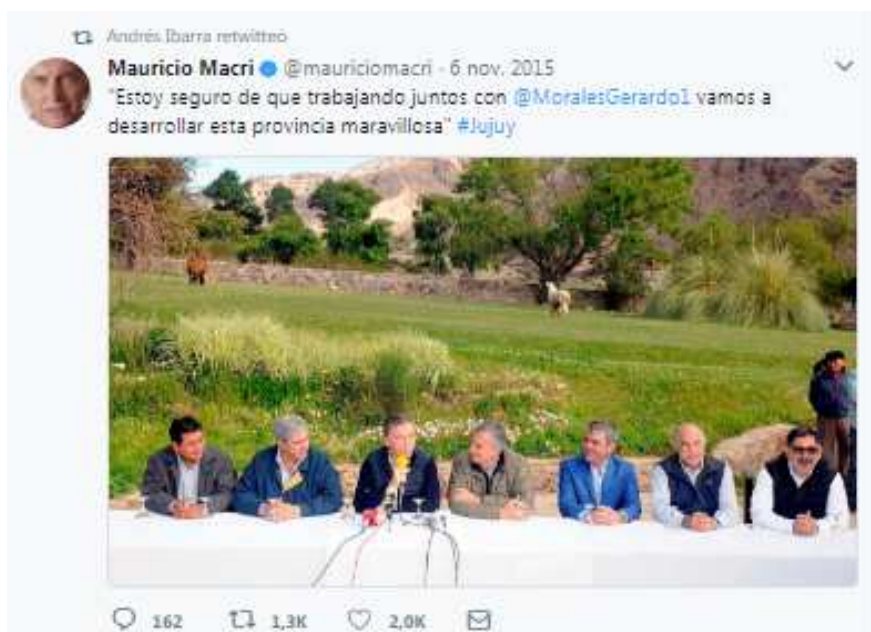 Andrés Ibarra retwitteó
Mauricio Macri @mauriciomacri · 6 nov. 2015
"Estoy seguro de que trabajando juntos con @MoralesGerardo1 vamos a
desarrollar esta provincia maravillosa" #Jujuy
162 1,3K 2,0K